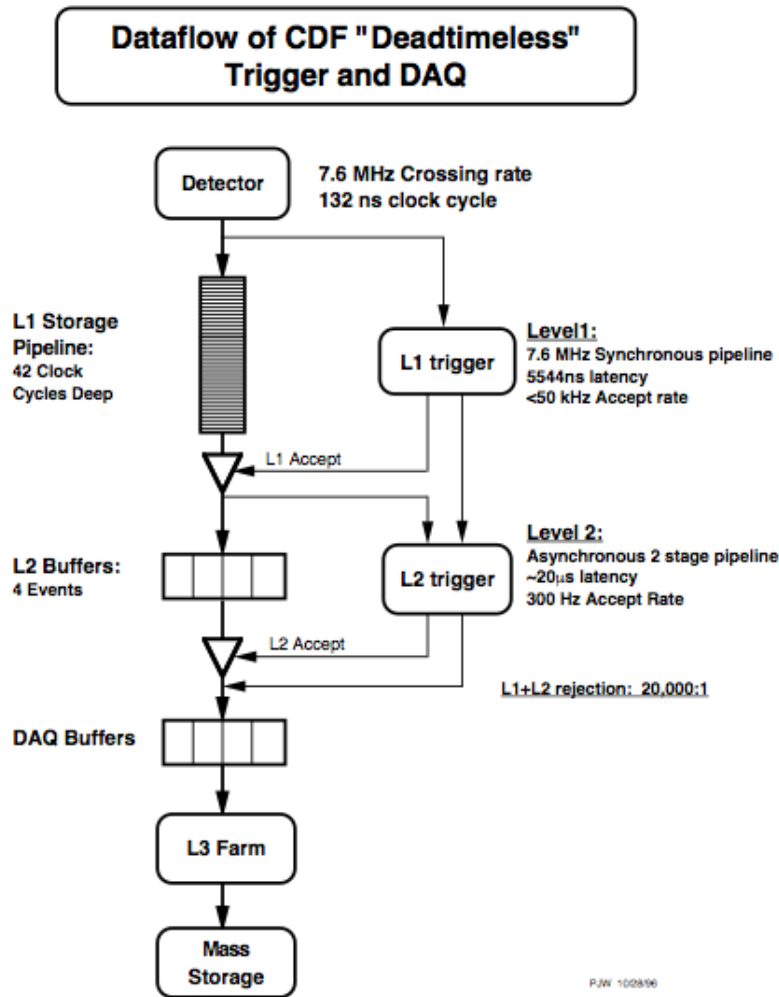 Dataflow of CDF "Deadtimeless"
Trigger and DAQ
Detector
7.6 MHz Crossing rate
132 ns clock cycle
L1 Storage
Pipeline:
42 Clock
Cycles Deep
L1 trigger
Level1:
7.6 MHz Synchronous pipeline
5544ns latency
<50 kHz Accept rate
L1 Accept
L2 Buffers:
4 Events
L2 trigger
Level 2:
Asynchronous 2 stage pipeline
~20µs latency
300 Hz Accept Rate
L2 Accept
L1+L2 rejection: 20,000:1
DAQ Buffers
L3 Farm
Mass
Storage
PJW 10/28/96